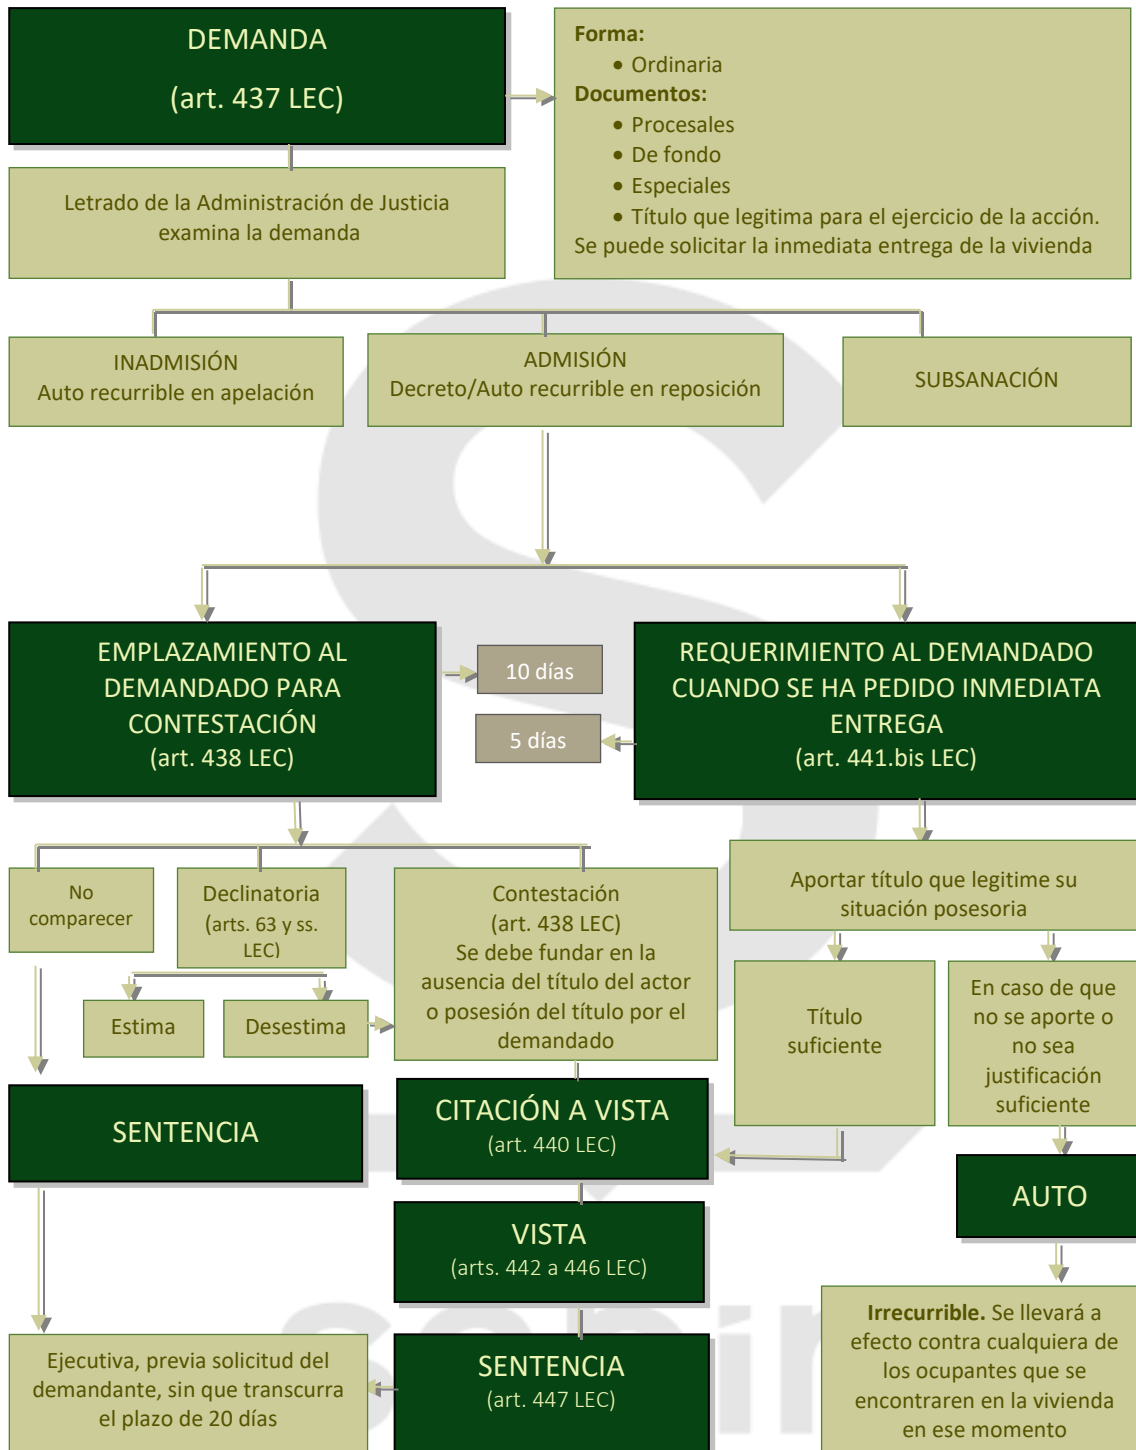 DEMANDA
(art. 437 LEC)
Forma:
• Ordinaria
Documentos:
• Procesales
• De fondo
• Especiales
• Título que legitima para el ejercicio de la acción.
Se puede solicitar la inmediata entrega de la vivienda
Letrado de la Administración de Justicia
examina la demanda
INADMISIÓN
Auto recurrible en apelación
ADMISIÓN
Decreto/Auto recurrible en reposición
SUBSANACIÓN
EMPLAZAMIENTO AL
DEMANDADO PARA
CONTESTACIÓN
(art. 438 LEC)
10 días
5 días
REQUERIMIENTO AL DEMANDADO
CUANDO SE HA PEDIDO INMEDIATA
ENTREGA
(art. 441.bis LEC)
No
comparecer
Declinatoria
(arts. 63 y ss.
LEC)
Estima
Desestima
Contestación
(art. 438 LEC)
Se debe fundar en la
ausencia del título del actor
o posesión del título por el
demandado
Aportar título que legitime su
situación posesoria
Título
suficiente
En caso de que
no se aporte o
no sea
justificación
suficiente
SENTENCIA
CITACIÓN A VISTA
(art. 440 LEC)
AUTO
VISTA
(arts. 442 a 446 LEC)
Irrecurrible. Se llevará a
efecto contra cualquiera de
los ocupantes que se
encontraren en la vivienda
en ese momento
Ejecutiva, previa solicitud del
demandante, sin que transcurra
el plazo de 20 días
SENTENCIA
(art. 447 LEC)